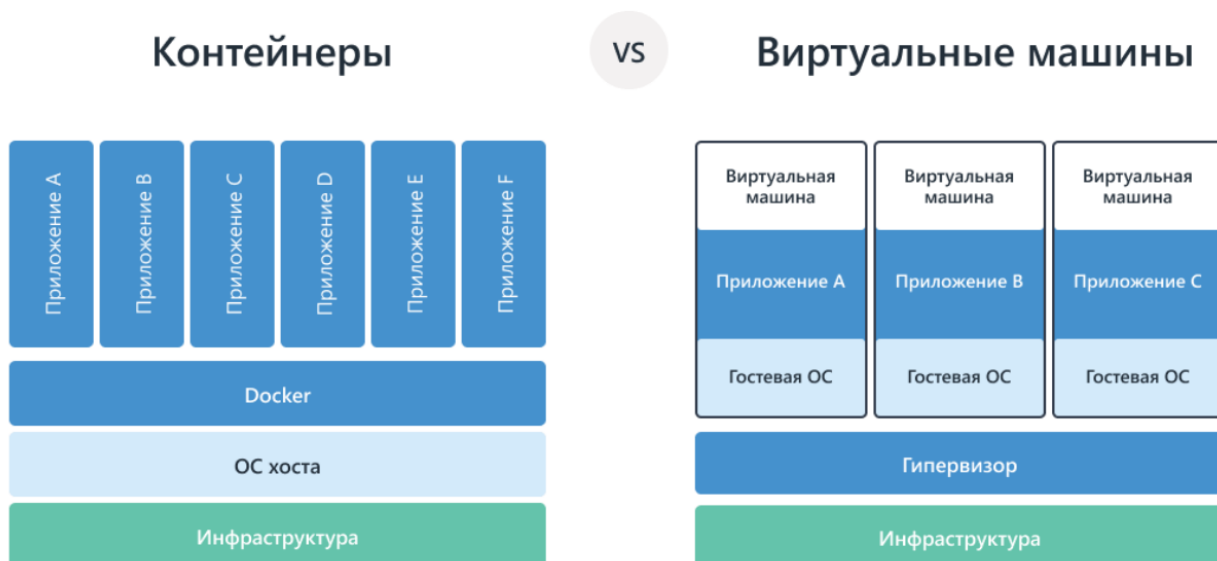 Контейнеры
VS
Виртуальные машины
Приложение A
Приложение B
Приложение C
Приложение D
Приложение E
Приложение F
Docker
ОС хоста
Инфраструктура
Виртуальная
машина
Приложение A
Гостевая ОС
Виртуальная
машина
Приложение B
Гостевая ОС
Виртуальная
машина
Приложение C
Гостевая ОС
Гипервизор
Инфраструктура